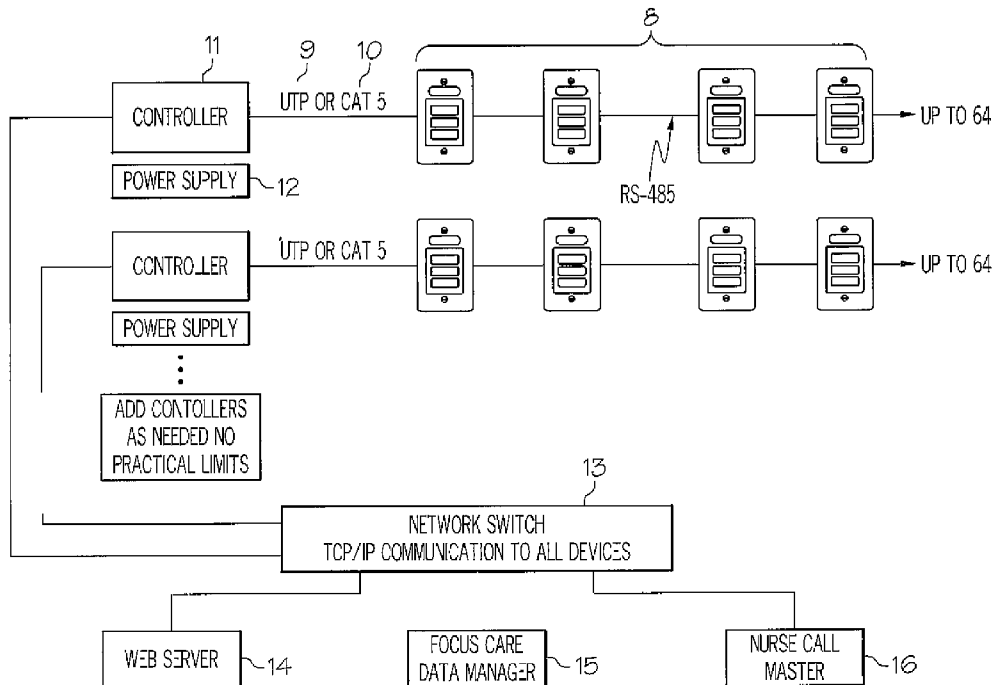 8
11
9
10
CONTROLLER
UTP OR CAT 5
UP TO 64
POWER SUPPLY
12
RS-485
CONTROLLER
UTP OR CAT 5
UP TO 64
POWER SUPPLY
ADD CONTOLLERS
AS NEEDED NO
PRACTICAL LIMITS
13
NETWORK SWITCH
TCP/IP COMMUNICATION TO ALL DEVICES
WEB SERVER
14
FOCUS CARE
DATA MANAGER
15
NURSE CALL
MASTER
16